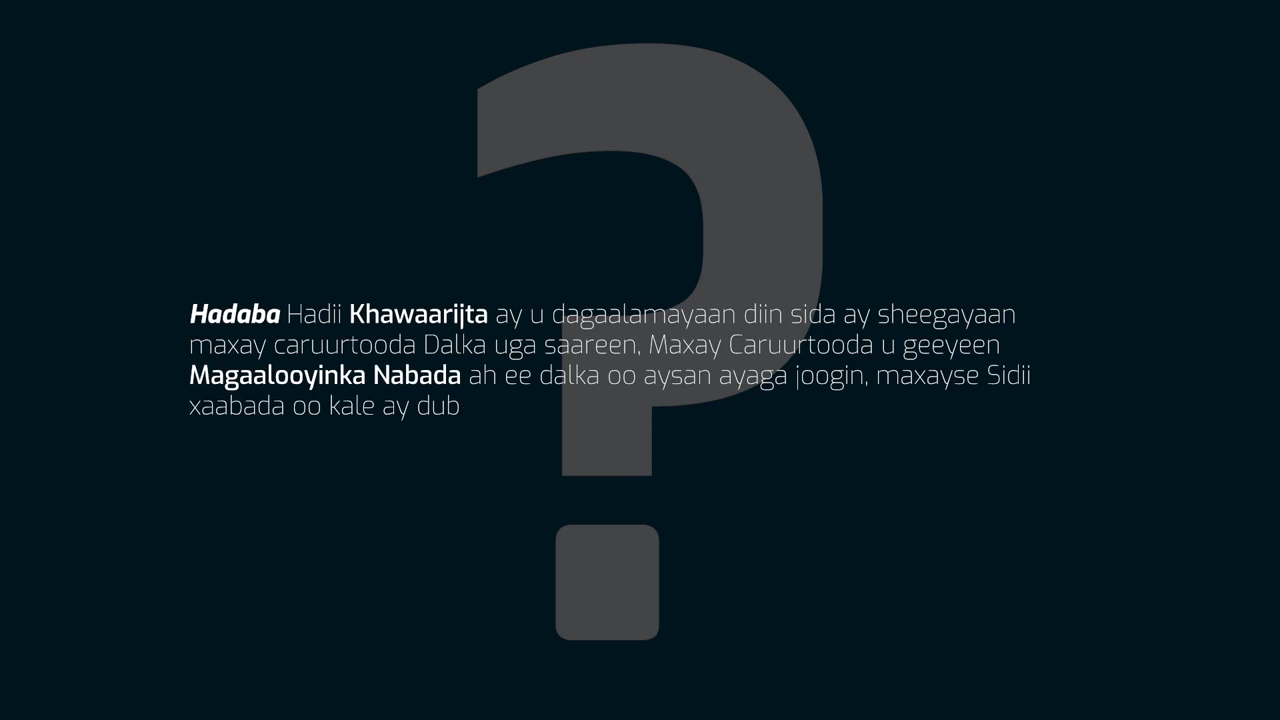 Hadaba Hadii Khawaarijta ay u dagaalamayaan diin sida ay sheegayaan
maxay caruurtooda Dalka uga saareen, Maxay Caruurtooda u geeyeen
Magaalooyinka Nabada ah ee dalka oo aysan ayaga joogin, maxayse Sidii
xaabada oo kale ay dub